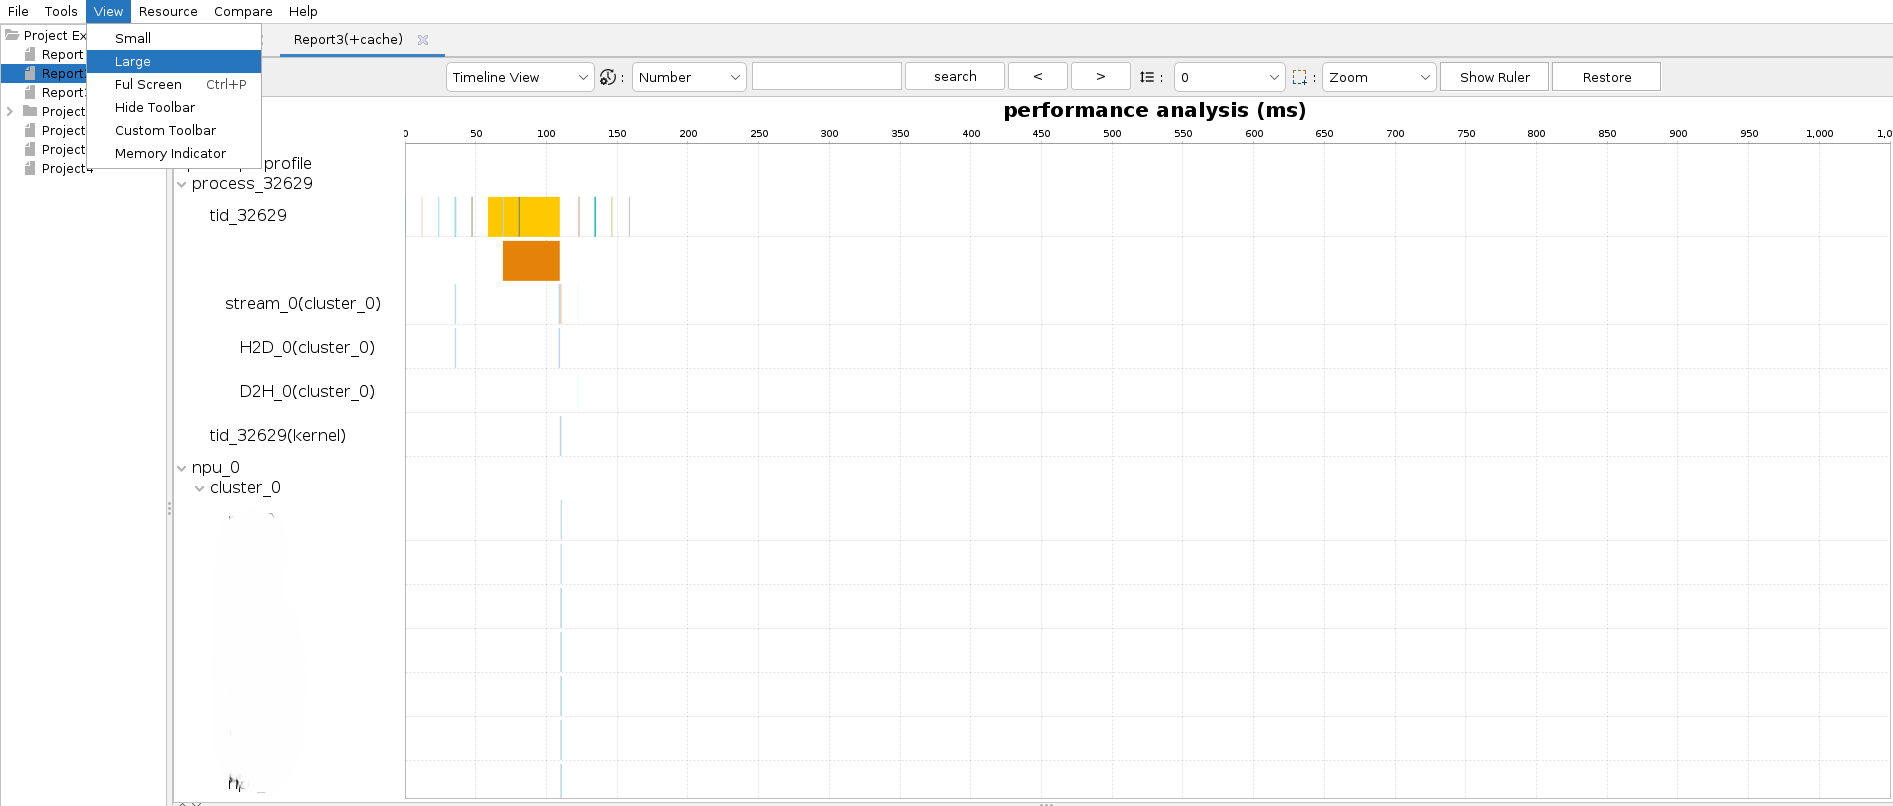 File Tools View Resource Compare Help
Project Ex
Report
Report
Report
Project
Project
Project
Project4
Small
Large
Ful Screen Ctrl+P
Hide Toolbar
Custom Toolbar
Memory Indicator
Report3(+cache)
Timeline View : Number search < > : 0 : Zoom Show Ruler Restore
performance analysis (ms)
0 50 100 150 200 250 300 350 400 450 500 550 600 650 700 750 800 850 900 950 1,000 1,0
profile
process_32629
tid_32629
stream_0(cluster_0)
H2D_0(cluster_0)
D2H_0(cluster_0)
tid_32629(kernel)
npu_0
cluster_0